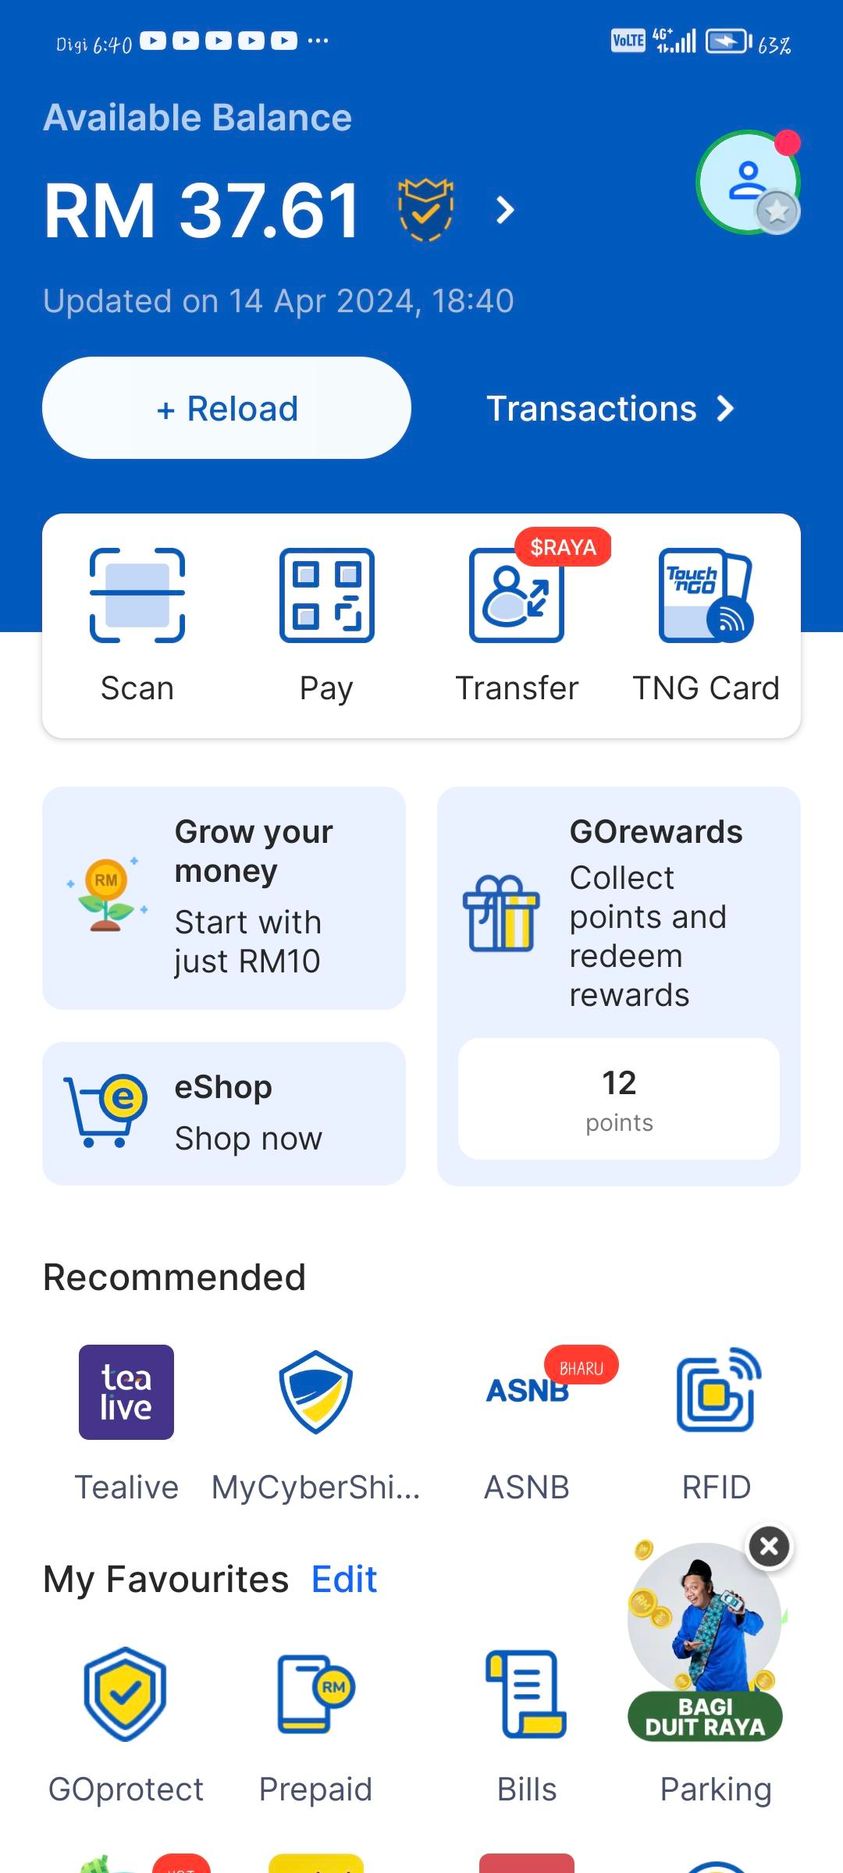 Digi 6:40
VoLTE 4G+ 63%
Available Balance
RM 37.61
Updated on 14 Apr 2024, 18:40
+ Reload
Transactions
$RAYA
Touch
'nGO
Scan
Pay
Transfer
TNG Card
Grow your
money
Start with
just RM10
RM
GOrewards
Collect
points and
redeem
rewards
12
points
e
eShop
Shop now
Recommended
tea
live
ASNB
BHARU
Tealive
MyCyberShi...
ASNB
RFID
My Favourites Edit
RM
BAGI
DUIT RAYA
GOprotect
Prepaid
Bills
Parking